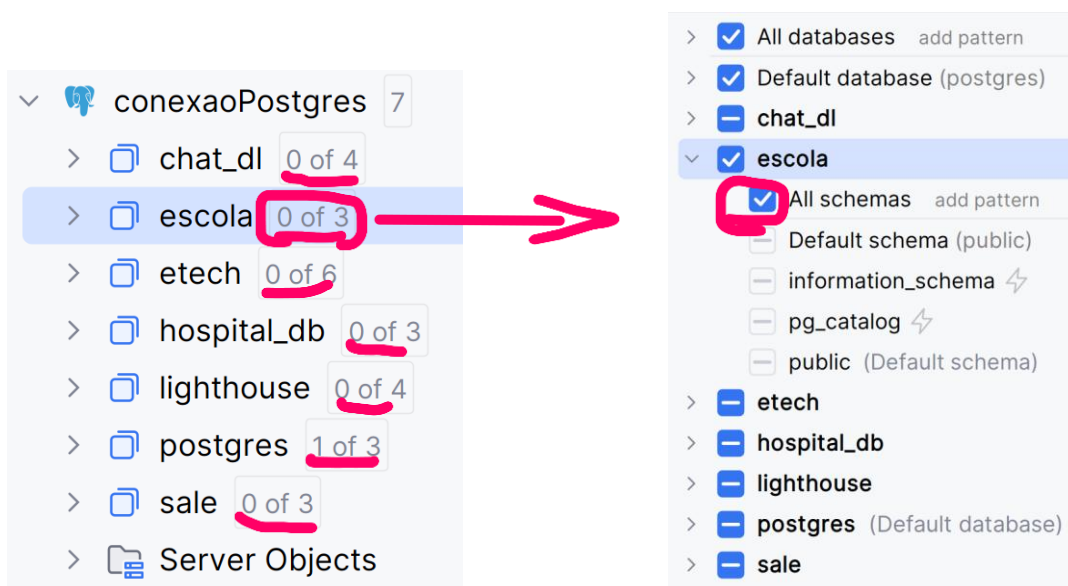 conexaoPostgres 7
chat_dl 0 of 4
escola 0 of 3
etech 0 of 6
hospital_db 0 of 3
lighthouse 0 of 4
postgres 1 of 3
sale 0 of 3
Server Objects
All databases add pattern
Default database (postgres)
chat_dl
escola
All schemas add pattern
Default schema (public)
information_schema
pg_catalog
public (Default schema)
etech
hospital_db
lighthouse
postgres (Default database)
sale